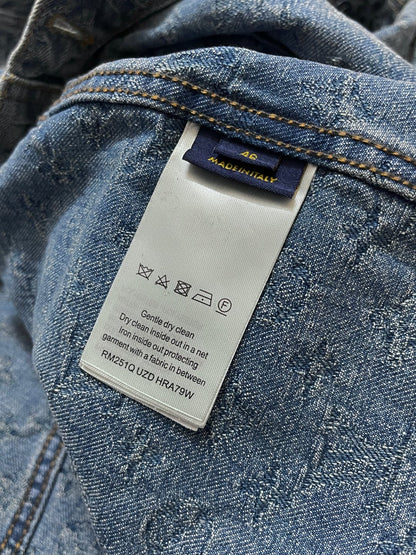 46
MADE IN ITALY
Gentle dry clean
Dry clean inside out in a net
Iron inside out protecting
garment with a fabric in between
RM251Q UZD HRA79W